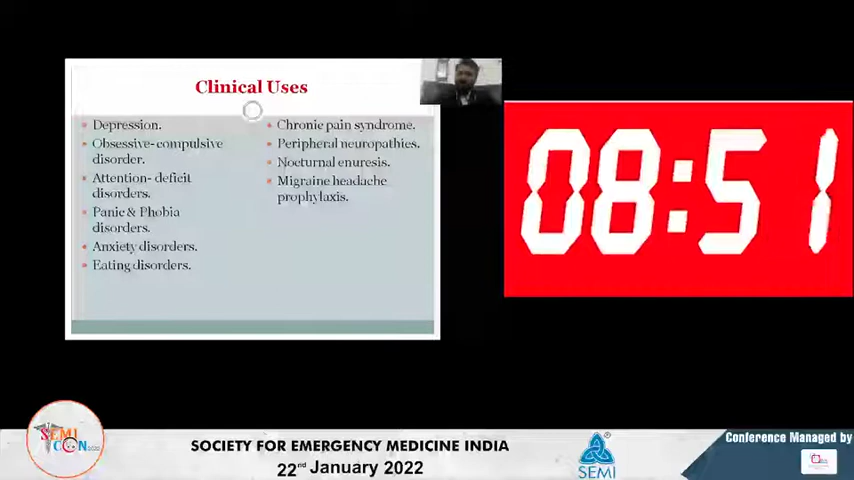 Clinical Uses
Depression.
Obsessive- compulsive
disorder.
Attention- deficit
disorders.
Panic & Phobia
disorders.
Anxiety disorders.
Eating disorders.
Chronic pain syndrome.
Peripheral neuropathies.
Nocturnal enuresis.
Migraine headache
prophylaxis.
08:51
SEMI
CON
SOCIETY FOR EMERGENCY MEDICINE INDIA
22nd January 2022
SEMI
Conference Managed by